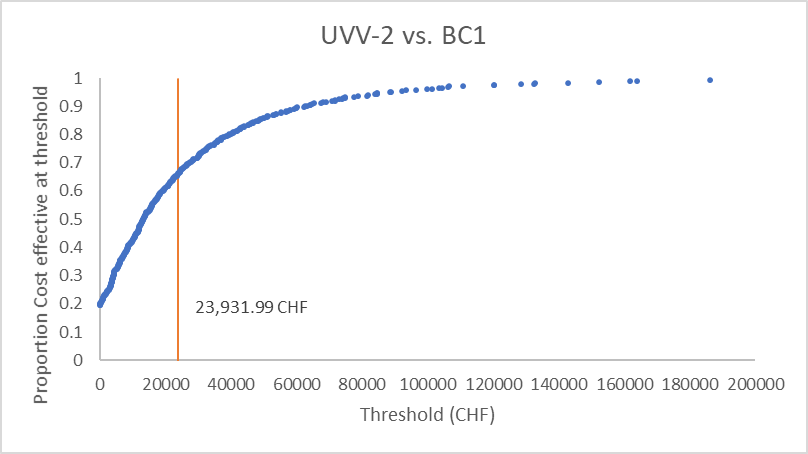 UVV-2 vs. BC1
Proportion Cost effective at threshold
1
0.9
0.8
0.7
0.6
0.5
0.4
0.3
0.2
0.1
0
23,931.99 CHF
0 20000 40000 60000 80000 100000 120000 140000 160000 180000 200000
Threshold (CHF)